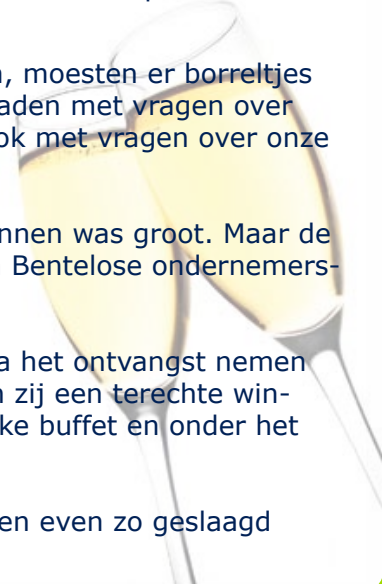 , moesten er borreltjes
aden met vragen over
ok met vragen over onze
nnen was groot. Maar de
Bentelose ondernemers-
a het ontvangst nemen
zij een terechte win-
ke buffet en onder het
en even zo geslaagd